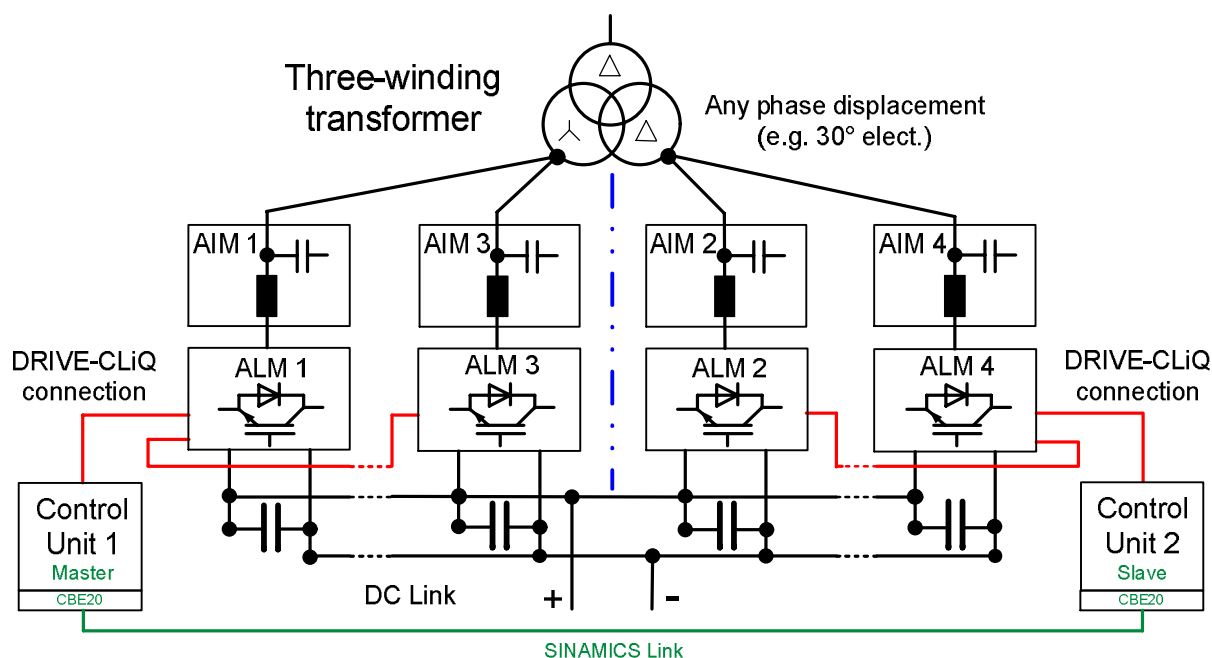 Three-winding
transformer
Any phase displacement
(e.g. 30° elect.)
AIM 1
AIM 3
AIM 2
AIM 4
DRIVE-CLiQ
connection
ALM 1
ALM 3
ALM 2
ALM 4
DRIVE-CLiQ
connection
Control
Unit 1
Master
CBE20
Control
Unit 2
Slave
CBE20
DC Link
+
-
SINAMICS Link